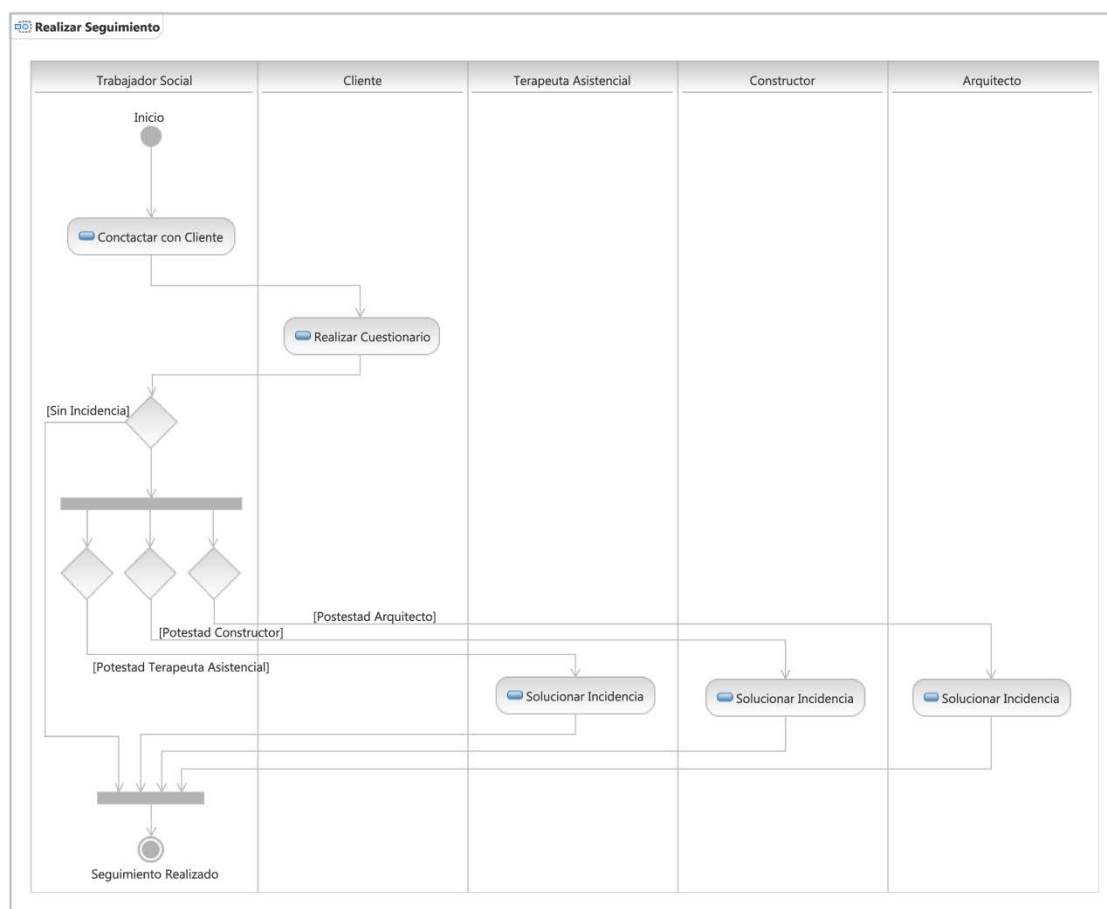 Realizar Seguimiento
Trabajador Social
Cliente
Terapeuta Asistencial
Constructor
Arquitecto
Inicio
Conctactar con Cliente
Realizar Cuestionario
[Sin Incidencia]
[Postestad Arquitecto]
[Potestad Constructor]
[Potestad Terapeuta Asistencial]
Solucionar Incidencia
Solucionar Incidencia
Solucionar Incidencia
Seguimiento Realizado